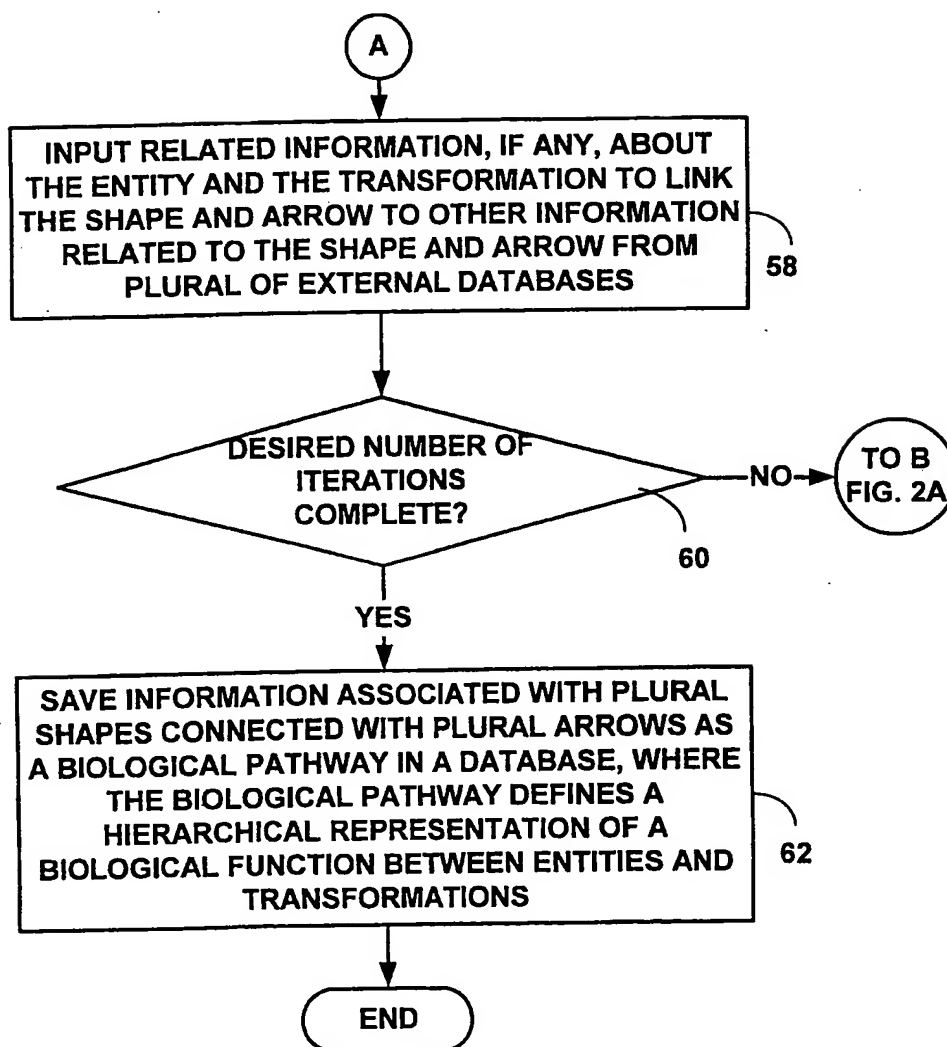 A
INPUT RELATED INFORMATION, IF ANY, ABOUT
THE ENTITY AND THE TRANSFORMATION TO LINK
THE SHAPE AND ARROW TO OTHER INFORMATION
RELATED TO THE SHAPE AND ARROW FROM
PLURAL OF EXTERNAL DATABASES
58
DESIRED NUMBER OF
ITERATIONS
COMPLETE?
NO
TO B
FIG. 2A
60
YES
SAVE INFORMATION ASSOCIATED WITH PLURAL
SHAPES CONNECTED WITH PLURAL ARROWS AS
A BIOLOGICAL PATHWAY IN A DATABASE, WHERE
THE BIOLOGICAL PATHWAY DEFINES A
HIERARCHICAL REPRESENTATION OF A
BIOLOGICAL FUNCTION BETWEEN ENTITIES AND
TRANSFORMATIONS
62
END